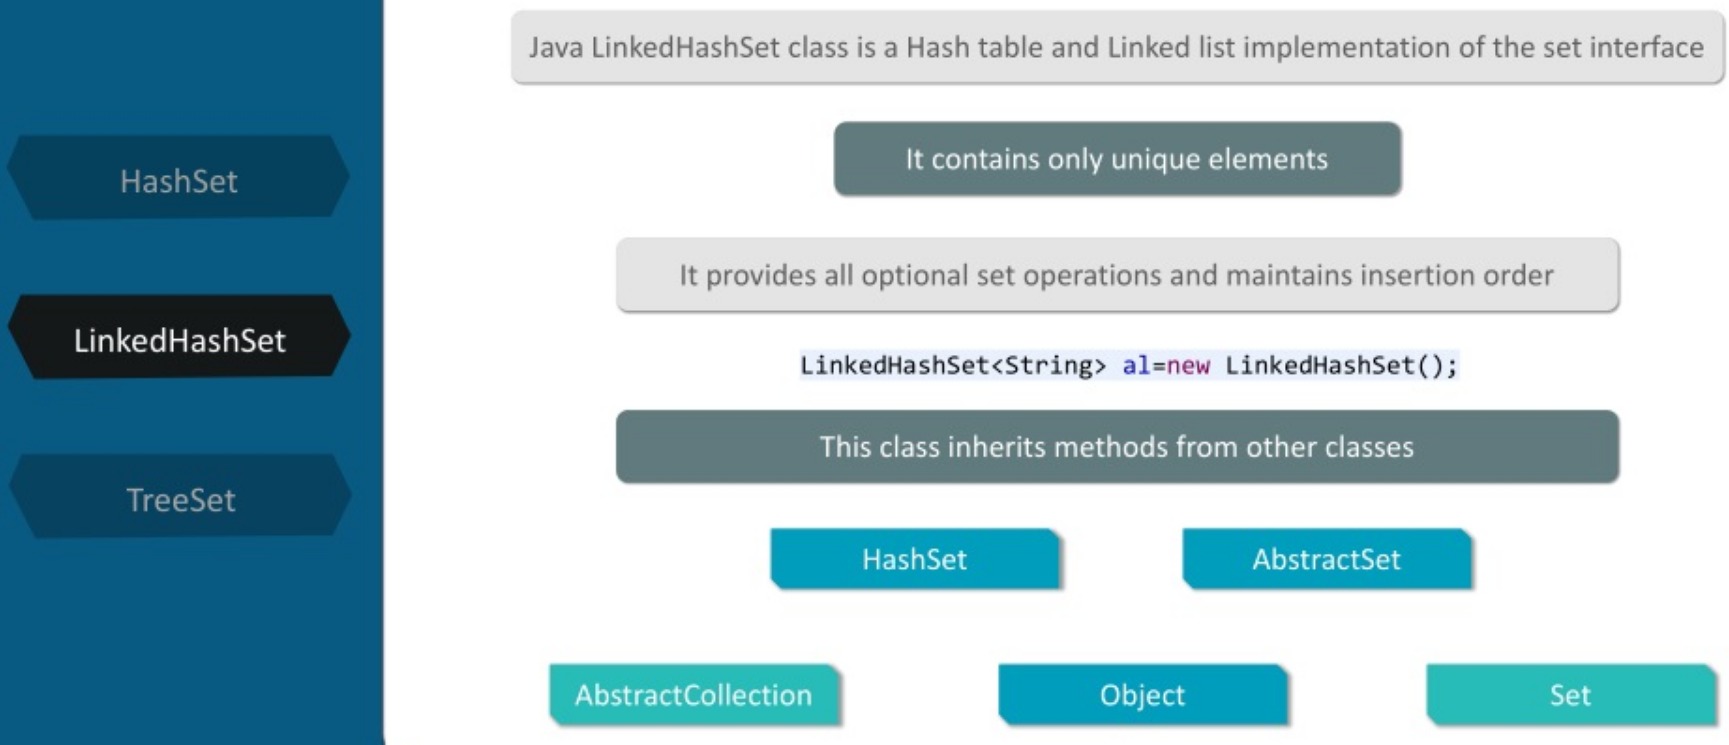 HashSet
LinkedHashSet
TreeSet
Java LinkedHashSet class is a Hash table and Linked list implementation of the set interface
It contains only unique elements
It provides all optional set operations and maintains insertion order
LinkedHashSet<String> al=new LinkedHashSet();
This class inherits methods from other classes
HashSet
AbstractSet
AbstractCollection
Object
Set